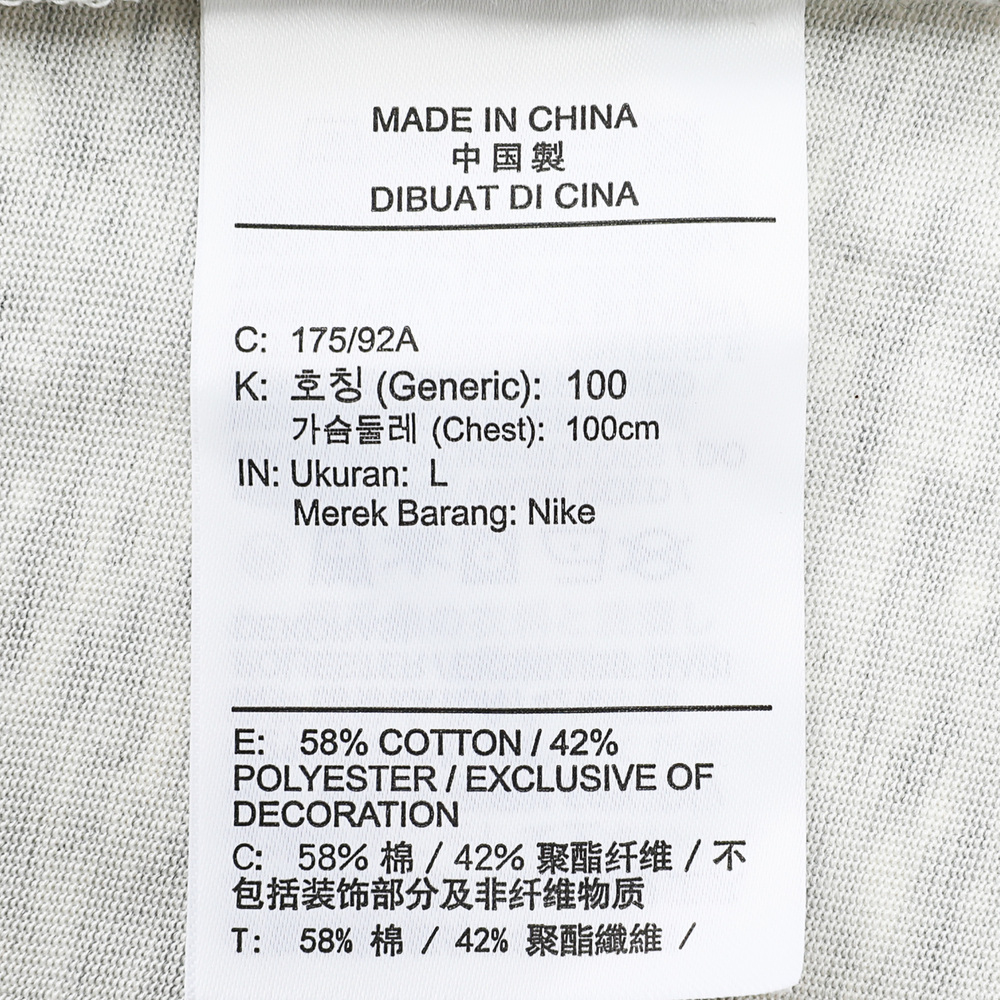 MADE IN CHINA
中国製
DIBUAT DI CINA
C: 175/92A
K: 호칭 (Generic): 100
가슴둘레 (Chest): 100cm
IN: Ukuran: L
Merek Barang: Nike
E: 58% COTTON / 42%
POLYESTER / EXCLUSIVE OF
DECORATION
C: 58% 棉 / 42% 聚酯纤维 / 不
包括装饰部分及非纤维物质
T: 58% 棉 / 42% 聚酯纖維 /